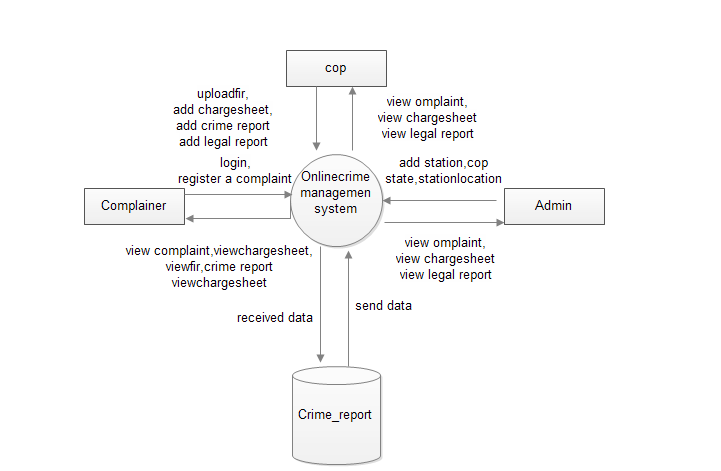 cop
uploadfir,
add chargesheet,
add crime report
add legal report
view omplaint,
view chargesheet
view legal report
login,
register a complaint
Onlinecrime
managemen
system
add station,cop
state,stationlocation
Complainer
Admin
view complaint,viewchargesheet,
viewfir,crime report
viewchargesheet
view omplaint,
view chargesheet
view legal report
received data
send data
Crime_report